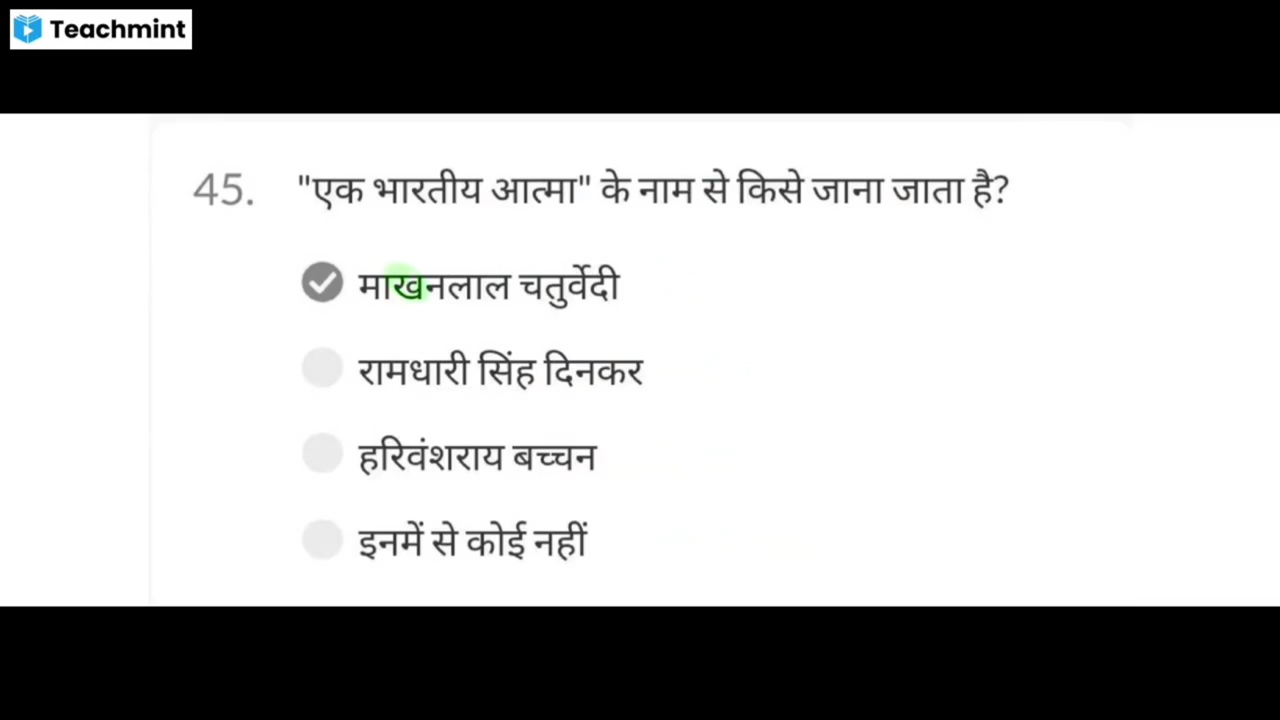 Teachmint
45. "एक भारतीय आत्मा" के नाम से किसे जाना जाता है?
माखनलाल चतुर्वेदी
रामधारी सिंह दिनकर
हरिवंशराय बच्चन
इनमें से कोई नहीं